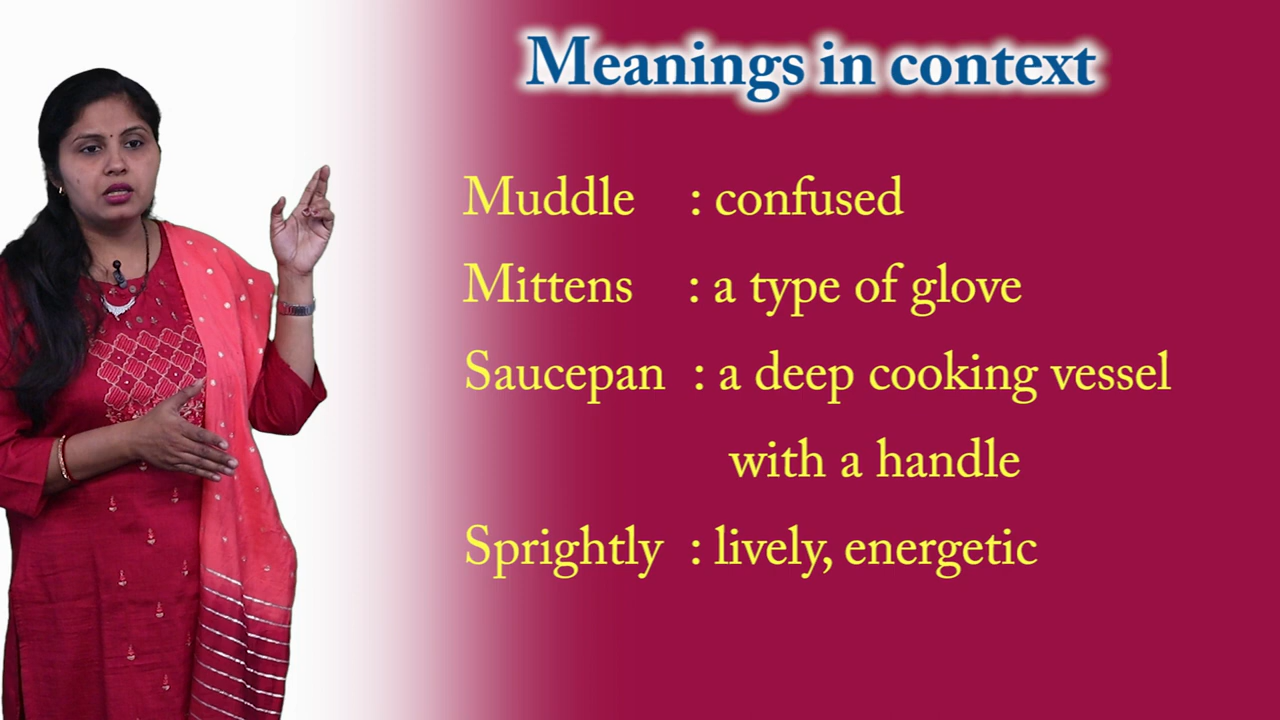 Meanings in context
Muddle : confused
Mittens : a type of glove
Saucepan : a deep cooking vessel
with a handle
Sprightly : lively, energetic